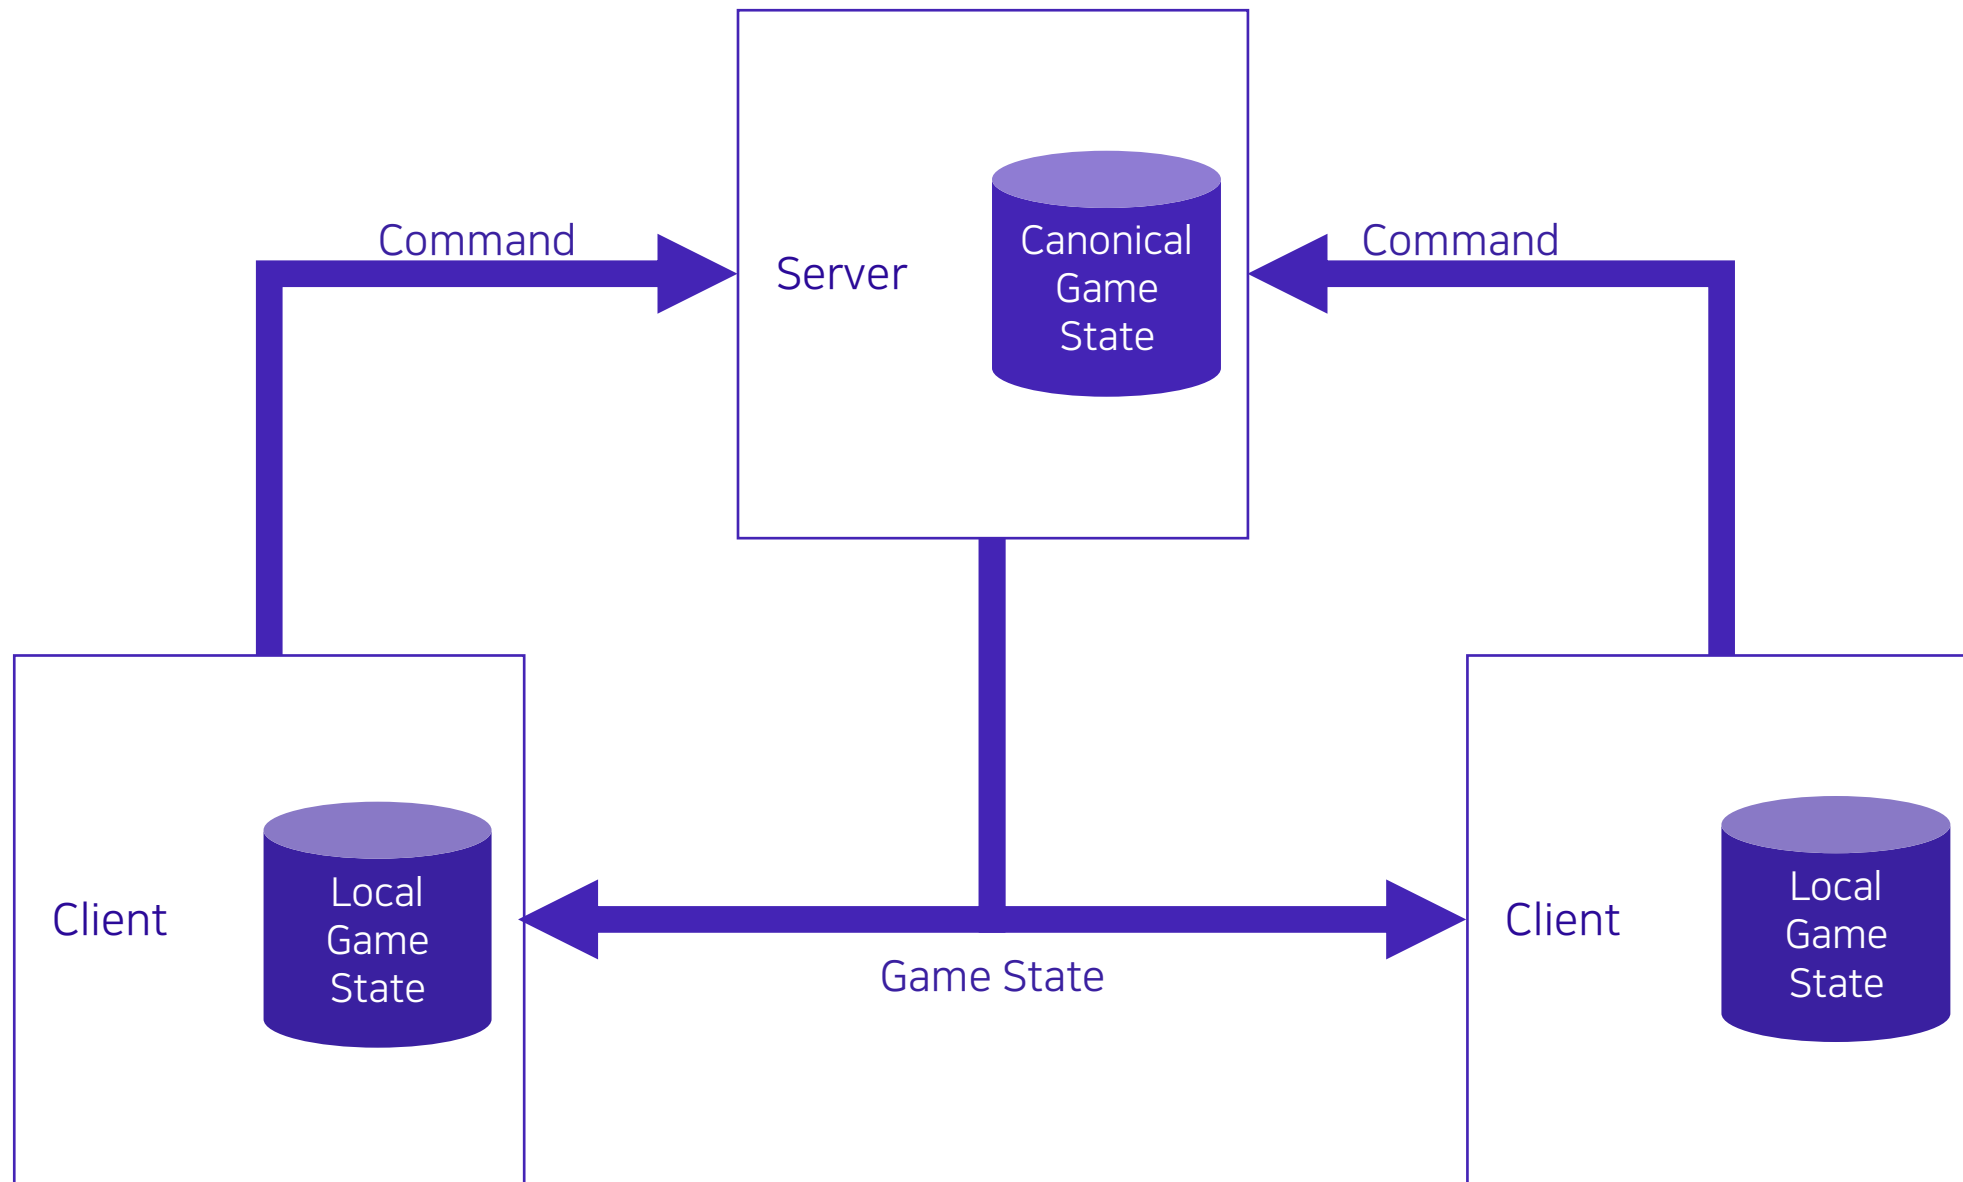 Command
Server
Canonical
Game
State
Command
Client
Local
Game
State
Game State
Client
Local
Game
State